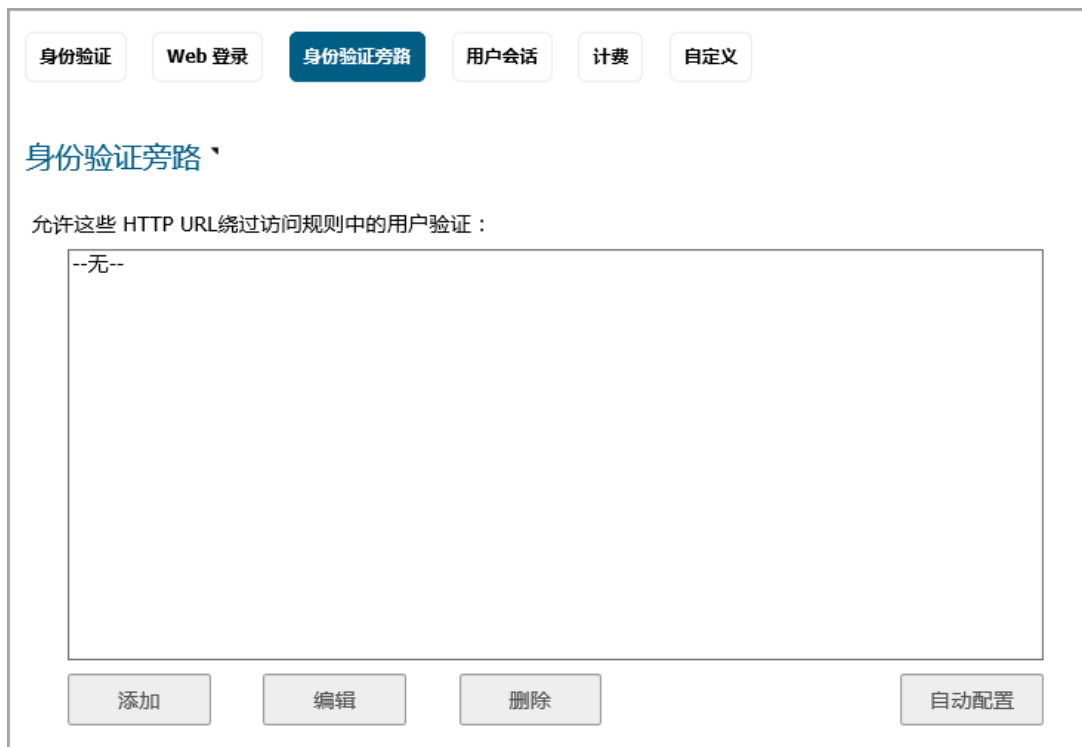 身份验证 Web 登录 身份验证旁路 用户会话 计费 自定义
身份验证旁路
允许这些 HTTP URL绕过访问规则中的用户验证：
--无--
添加 编辑 删除 自动配置